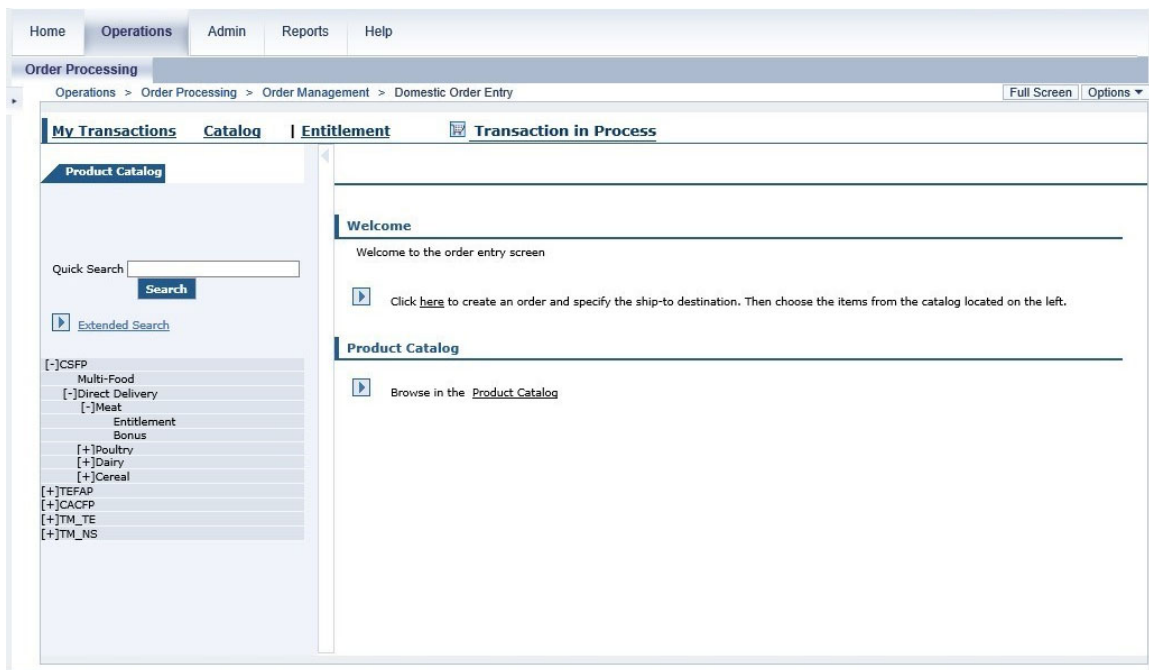 Home Operations Admin Reports Help
Order Processing
Operations > Order Processing > Order Management > Domestic Order Entry Full Screen Options
My Transactions Catalog | Entitlement Transaction in Process
Product Catalog
Welcome
Welcome to the order entry screen
Quick Search
Search
Click here to create an order and specify the ship-to destination. Then choose the items from the catalog located on the left.
Extended Search
Product Catalog
Browse in the Product Catalog
[-]CSFP
Multi-Food
[-]Direct Delivery
[-]Meat
Entitlement
Bonus
[+]Poultry
[+]Dairy
[+]Cereal
[+]TEFAP
[+]CACFP
[+]TM_TE
[+]TM_NS